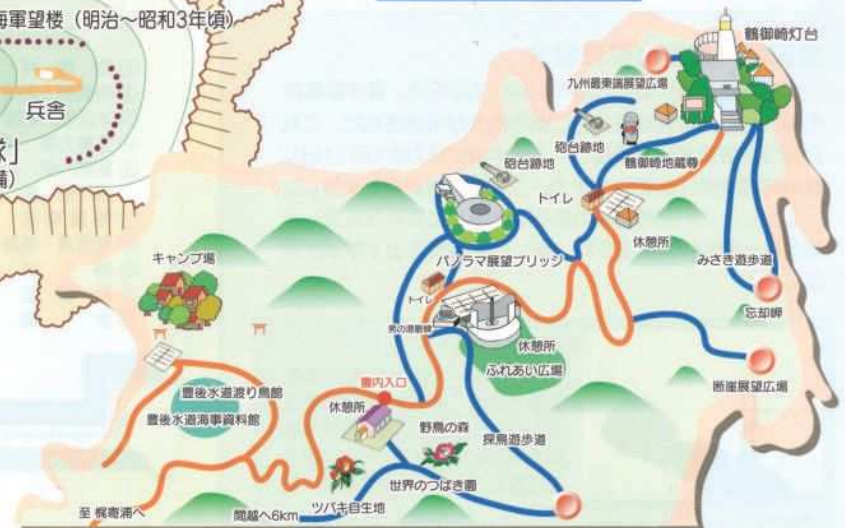 海軍望楼（明治～昭和3年頃）
兵舎
隊」
備）
鶴御崎灯台
九州最東端展望広場
砲台跡地
砲台跡地
鶴御崎地蔵尊
トイレ
休憩所
キャンプ場
パノラマ展望ブリッジ
みさき遊歩道
トイレ
忘却岬
休憩所
ふれあい広場
断崖展望広場
園内入口
豊後水道渡り鳥館
休憩所
豊後水道海事資料館
野鳥の森
探鳥遊歩道
世界のつばき園
ツバキ自生地
至 梶寄浦へ
間越へ6km